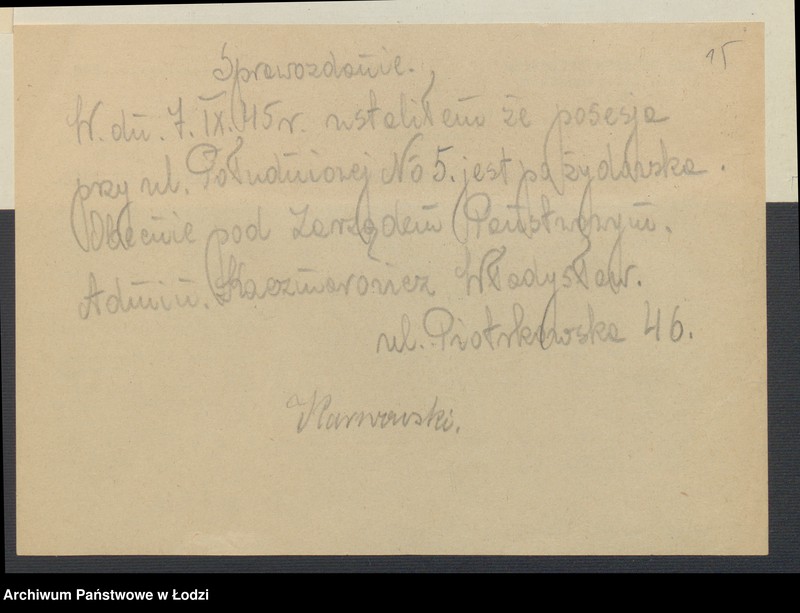 15
Sprawozdanie.
W. dn. 7. IX. 45 r. ustaliłem że posesja
przy ul. Południowej No 5. jest pożydowska.
Obecnie pod Zarządem Państwowym.
Admin. Kaczmarowicz Władysław.
ul. Piotrkowska 46.
Karwowski.
Archiwum Państwowe w Łodzi